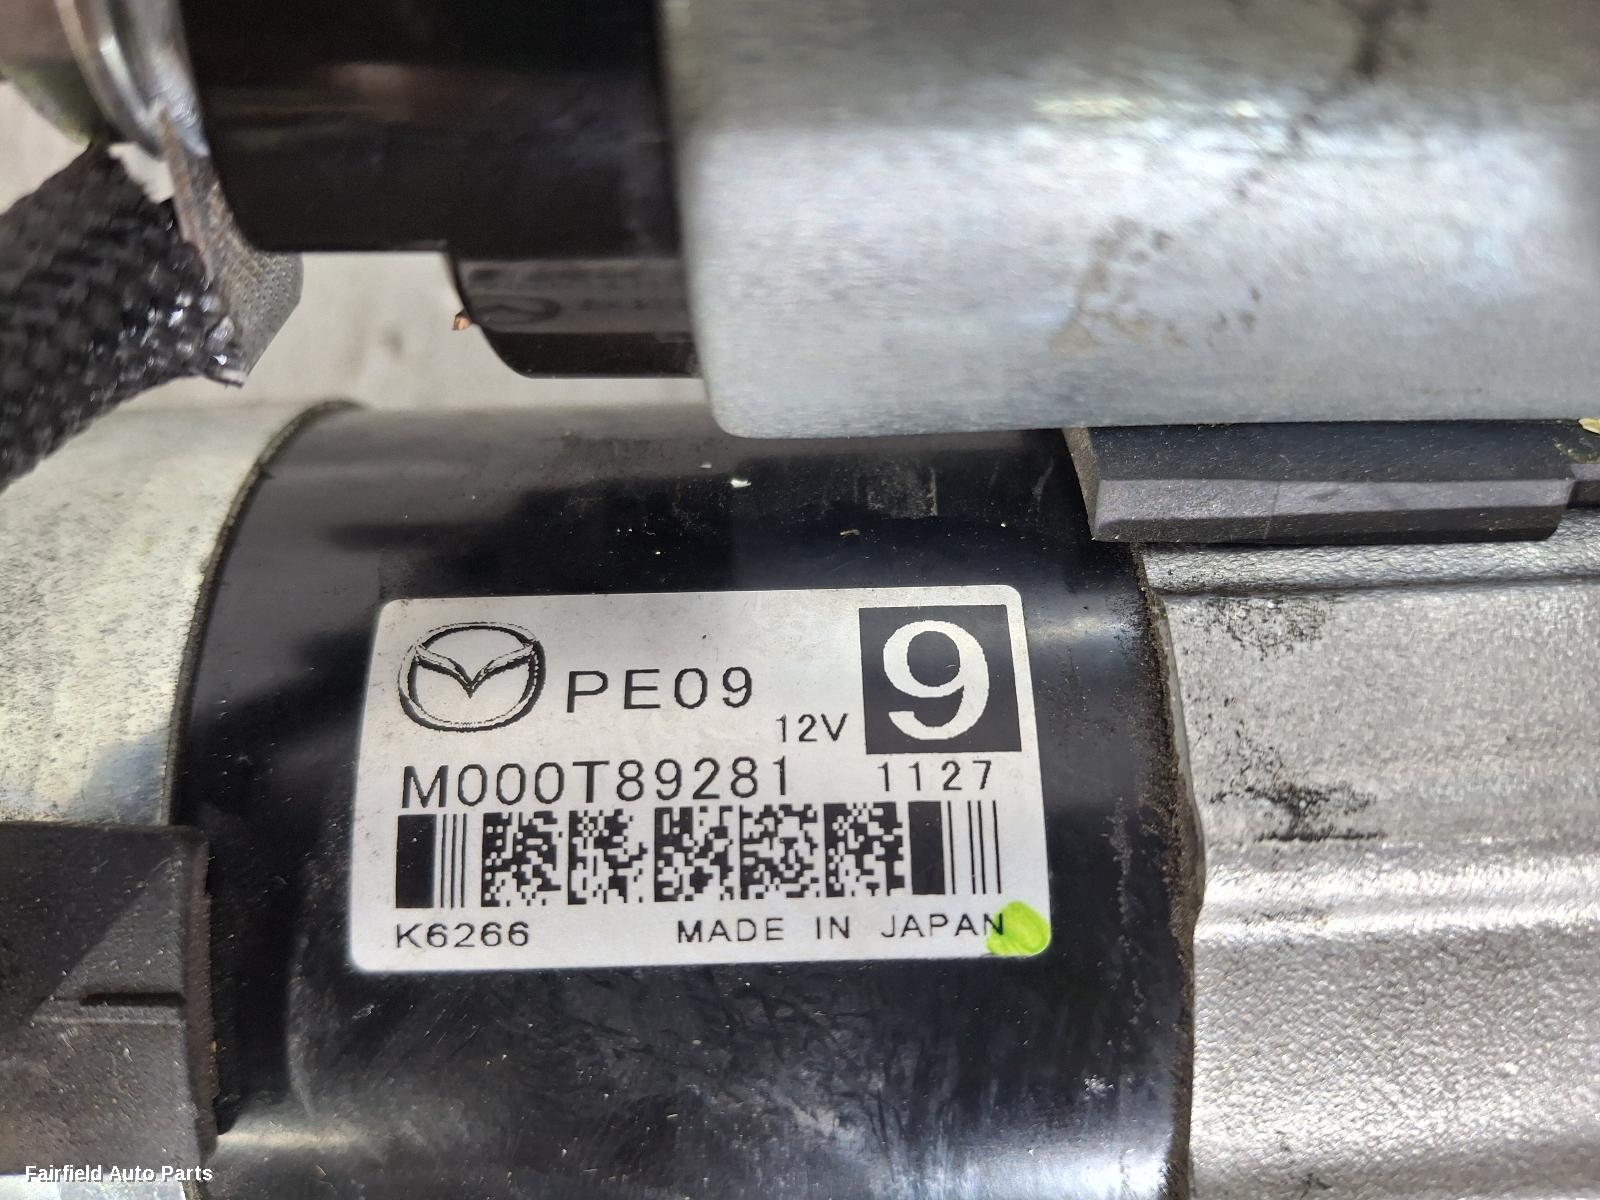 PE09
9
12V
M000T89281
1127
K6266
MADE IN JAPAN
Fairfield Auto Parts